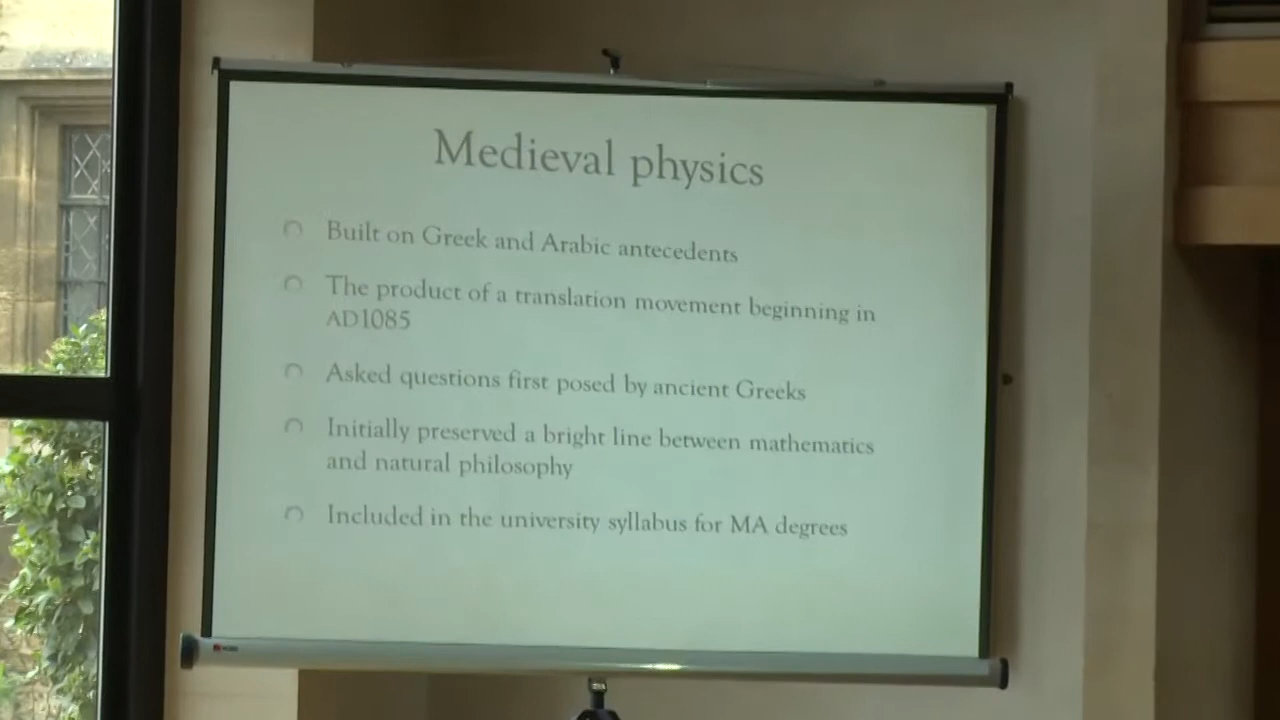 Medieval physics
Built on Greek and Arabic antecedents
The product of a translation movement beginning in
AD1085
Asked questions first posed by ancient Greeks
Initially preserved a bright line between mathematics
and natural philosophy
Included in the university syllabus for MA degrees